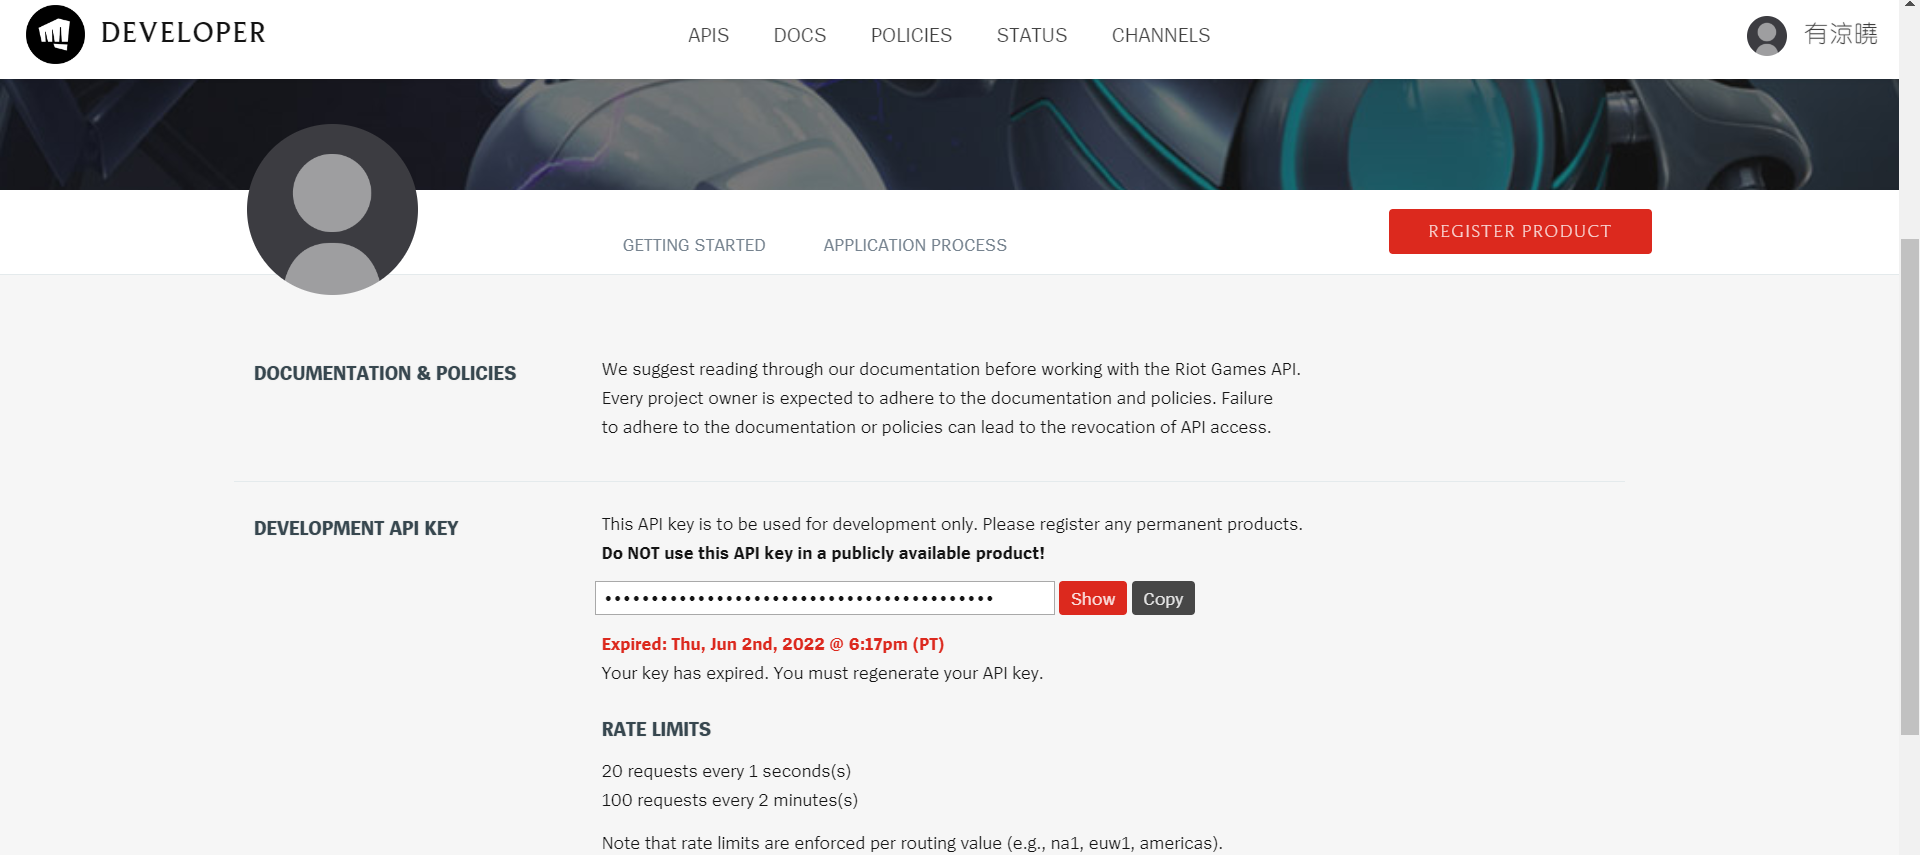 DEVELOPER
APIS
DOCS
POLICIES
STATUS
CHANNELS
有涼曉
GETTING STARTED
APPLICATION PROCESS
REGISTER PRODUCT
DOCUMENTATION & POLICIES
We suggest reading through our documentation before working with the Riot Games API.
Every project owner is expected to adhere to the documentation and policies. Failure
to adhere to the documentation or policies can lead to the revocation of API access.
DEVELOPMENT API KEY
This API key is to be used for development only. Please register any permanent products.
Do NOT use this API key in a publicly available product!
Show
Copy
Expired: Thu, Jun 2nd, 2022 @ 6:17pm (PT)
Your key has expired. You must regenerate your API key.
RATE LIMITS
20 requests every 1 seconds(s)
100 requests every 2 minutes(s)
Note that rate limits are enforced per routing value (e.g., na1, euw1, americas).